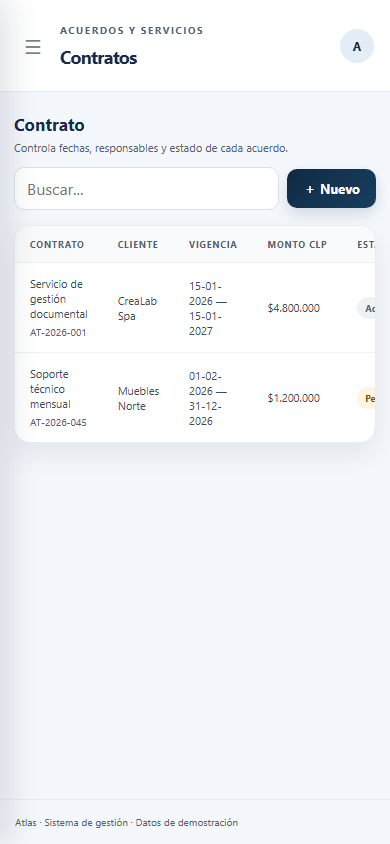 ACUERDOS Y SERVICIOS
Contratos
A
Contrato
Controla fechas, responsables y estado de cada acuerdo.
Buscar...
+ Nuevo
CONTRATO CLIENTE VIGENCIA MONTO CLP
Servicio de
gestión
documental
AT-2026-001
CreaLab
Spa
15-01-
2026 —
15-01-
2027
$4.800.000
Soporte
técnico
mensual
AT-2026-045
Muebles
Norte
01-02-
2026 —
31-12-
2026
$1.200.000
Pe
Atlas · Sistema de gestión · Datos de demostración